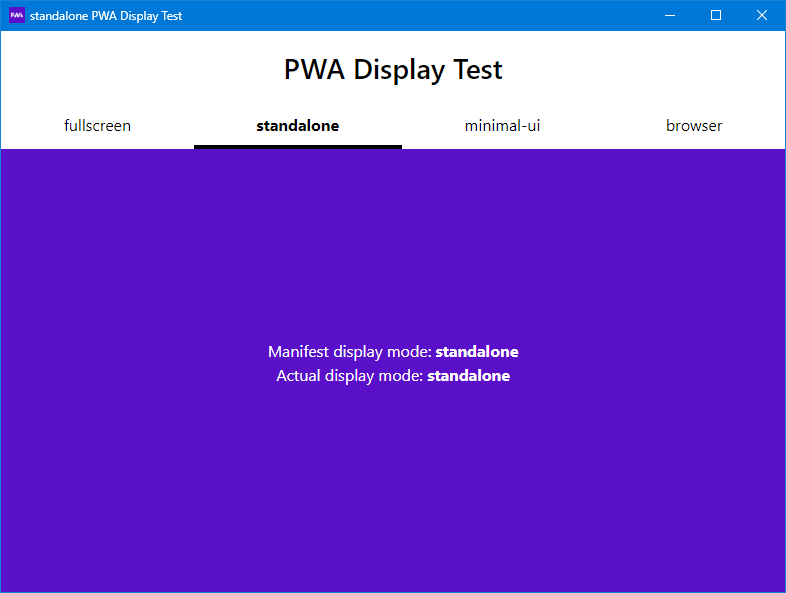 PWA standalone PWA Display Test
PWA Display Test
fullscreen standalone minimal-ui browser
Manifest display mode: standalone
Actual display mode: standalone